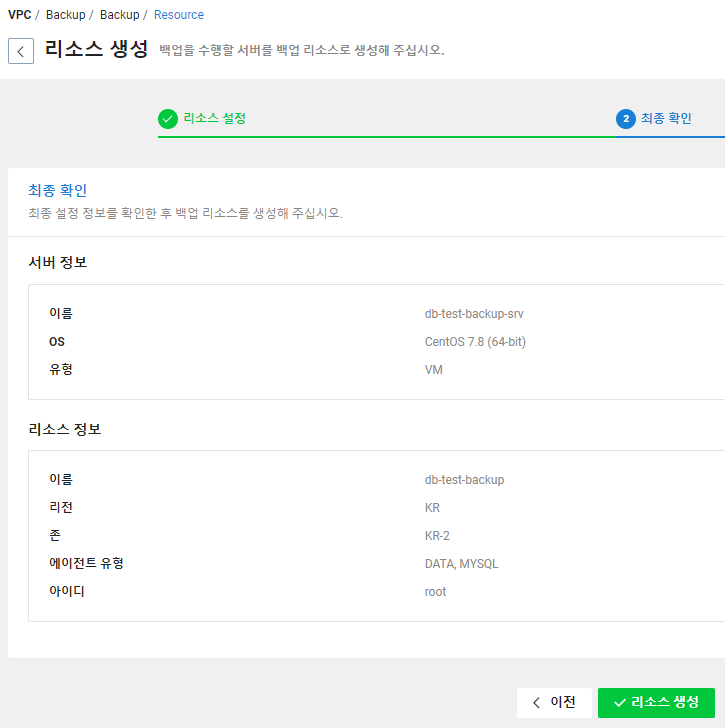 VPC / Backup / Backup / Resource
리소스 생성 백업을 수행할 서버를 백업 리소스로 생성해 주십시오.
리소스 설정
2 최종 확인
최종 확인
최종 설정 정보를 확인한 후 백업 리소스를 생성해 주십시오.
서버 정보
이름 db-test-backup-srv
OS CentOS 7.8 (64-bit)
유형 VM
리소스 정보
이름 db-test-backup
리전 KR
존 KR-2
에이전트 유형 DATA, MYSQL
아이디 root
이전 리소스 생성